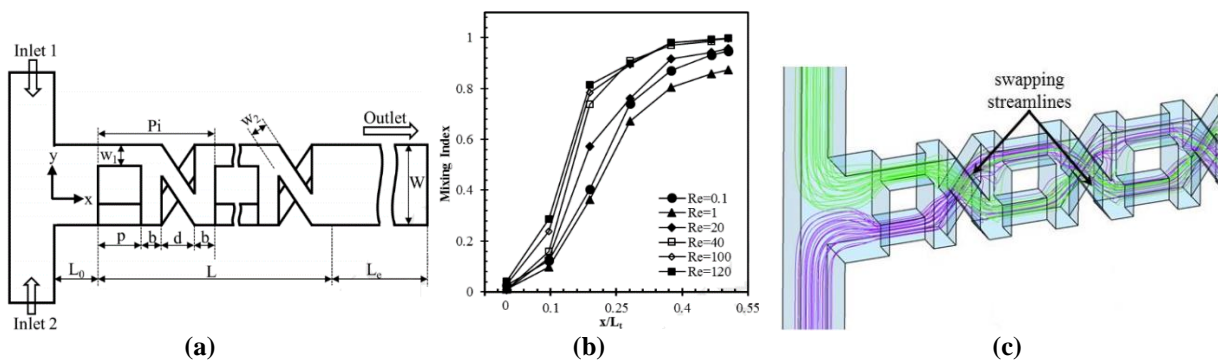 Inlet 1
Pi
w₂
Outlet
w₁
y
x
W
p
b
d
b
L₀
L
Lₑ
Inlet 2
(a)
Mixing Index
1
0.8
0.6
0.4
0.2
0
0
0.1
0.25
0.4
0.55
x/Lₜ
Re=0.1
Re=1
Re=20
Re=40
Re=100
Re=120
(b)
swapping
streamlines
(c)